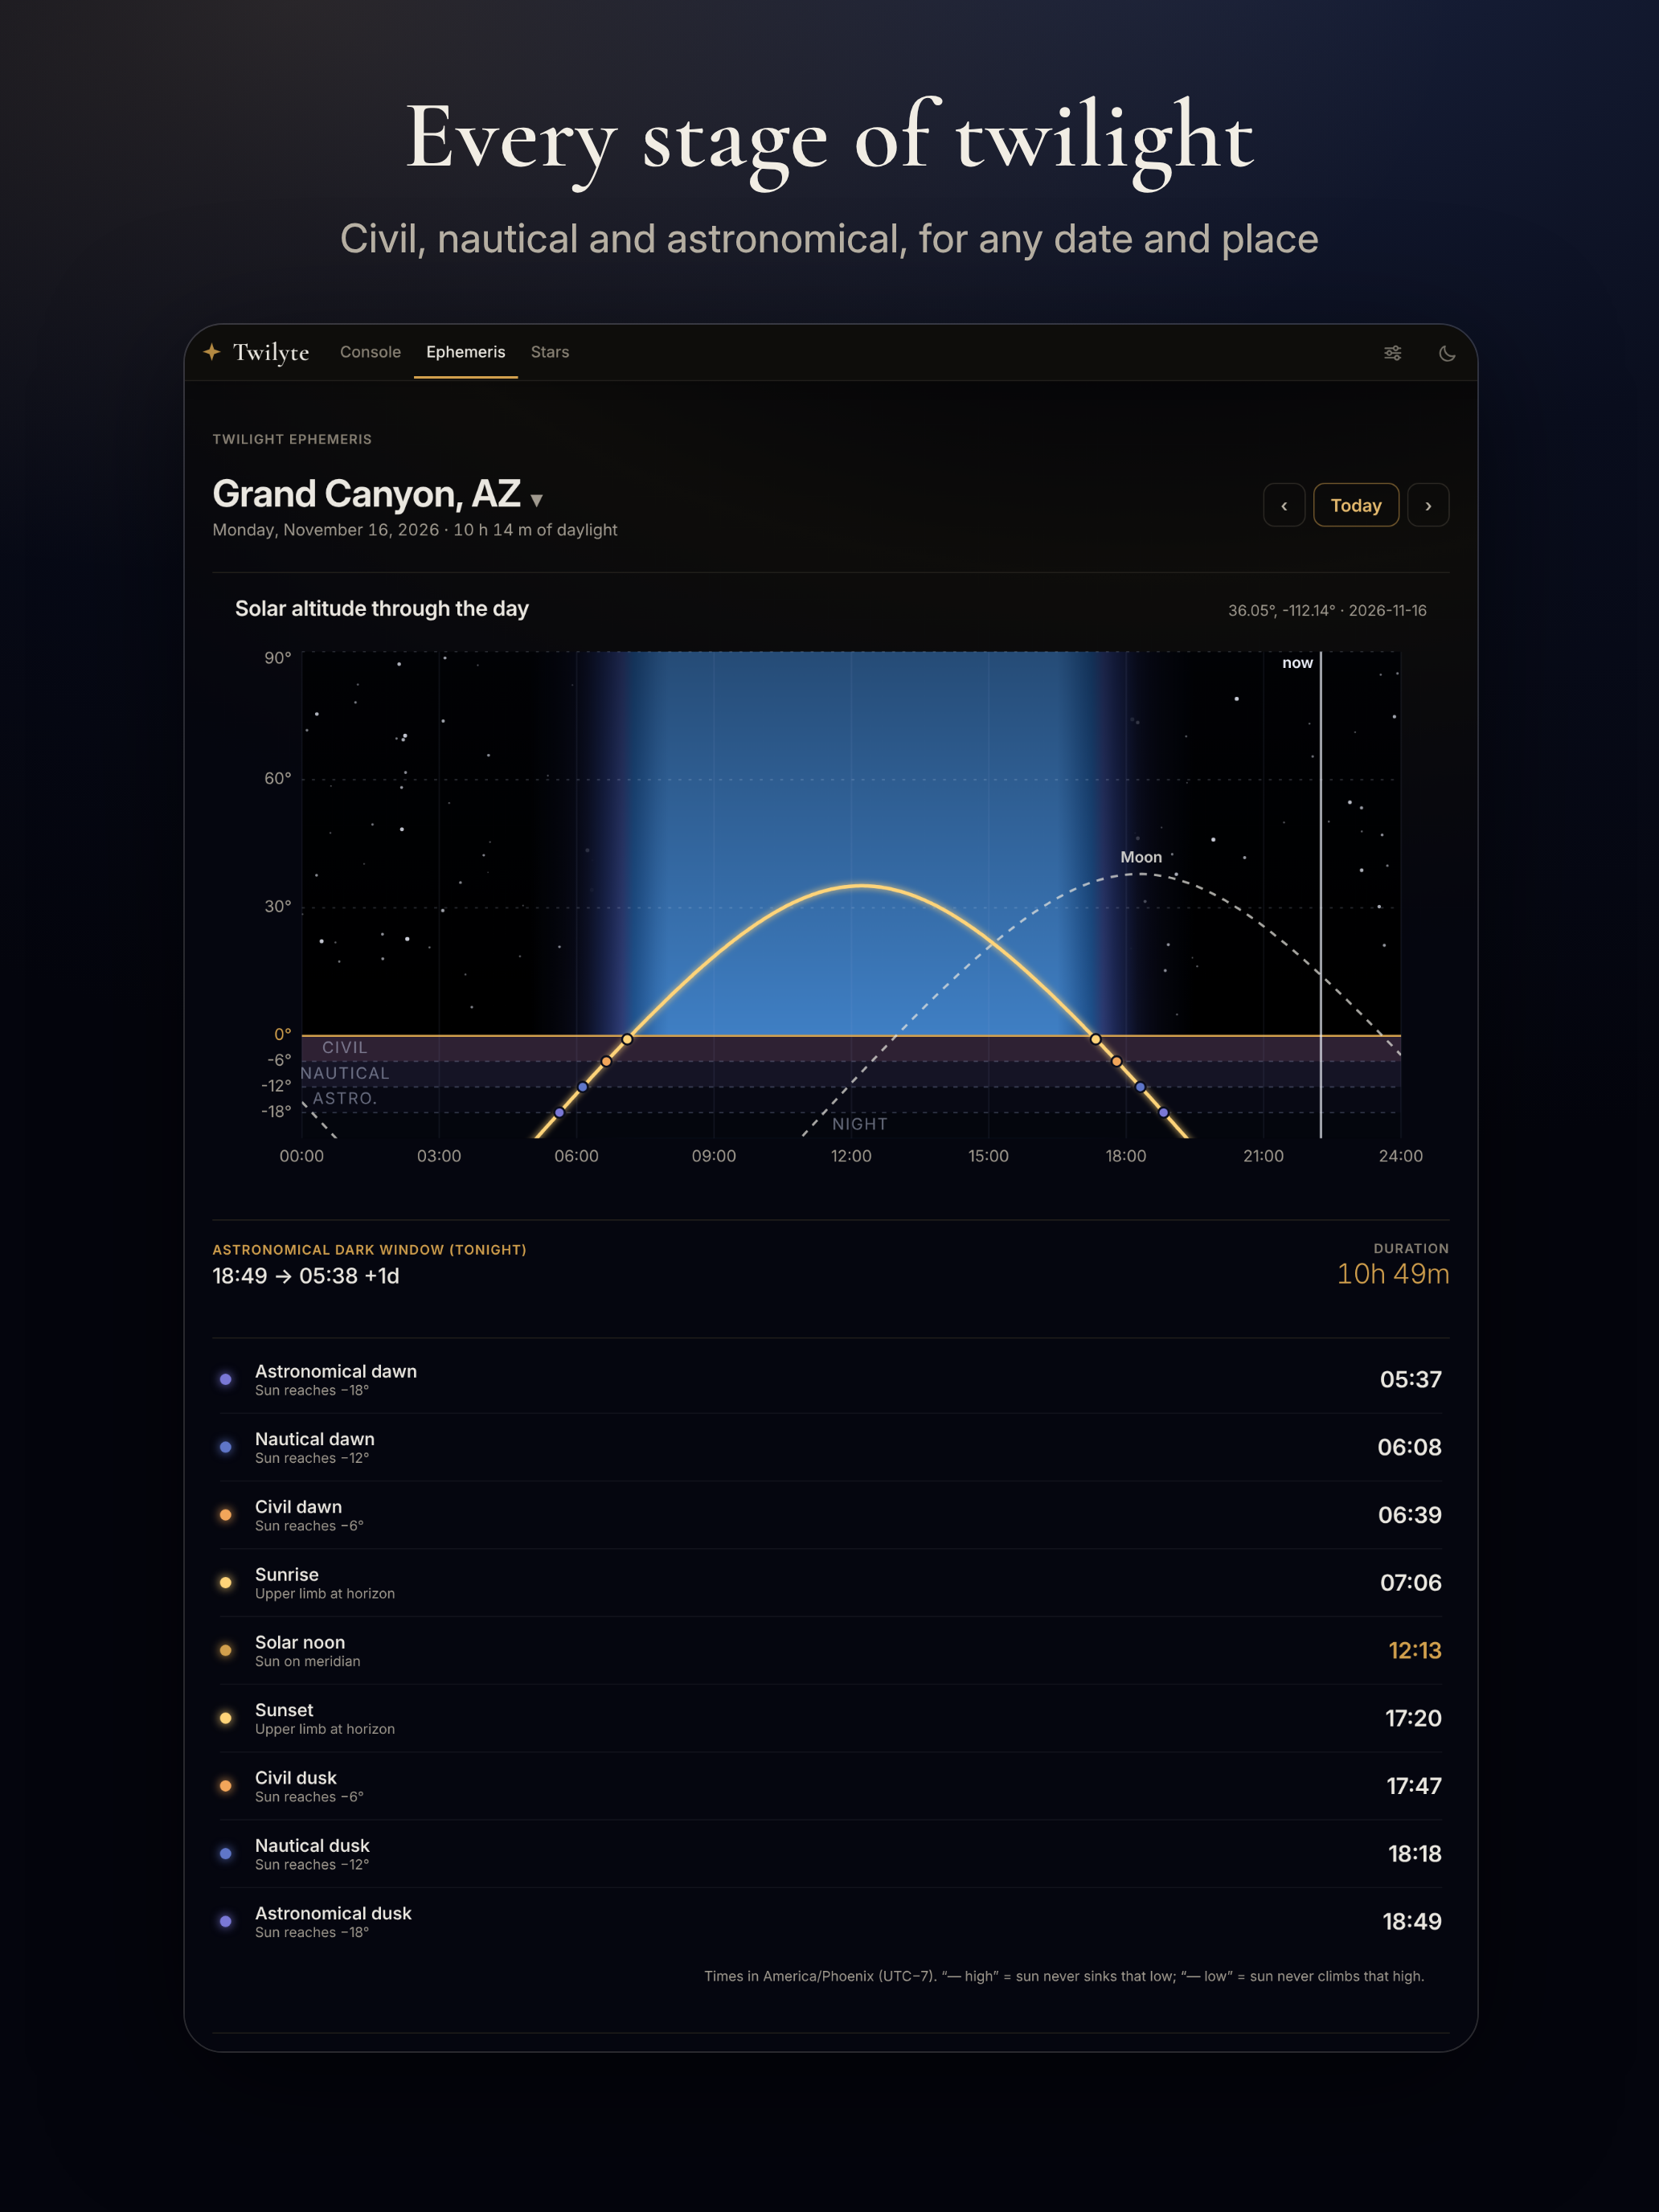 Every stage of twilight
Civil, nautical and astronomical, for any date and place
Twilyte Console Ephemeris Stars
TWILIGHT EPHEMERIS
Grand Canyon, AZ ▾
‹ Today ›
Monday, November 16, 2026 · 10 h 14 m of daylight
Solar altitude through the day
36.05°, -112.14° · 2026-11-16
90°
now
60°
Moon
30°
0°
CIVIL
-6°
NAUTICAL
-12°
ASTRO.
-18°
NIGHT
00:00 03:00 06:00 09:00 12:00 15:00 18:00 21:00 24:00
ASTRONOMICAL DARK WINDOW (TONIGHT)
18:49 → 05:38 +1d
DURATION
10h 49m
Astronomical dawn
Sun reaches −18°
05:37
Nautical dawn
Sun reaches −12°
06:08
Civil dawn
Sun reaches −6°
06:39
Sunrise
Upper limb at horizon
07:06
Solar noon
Sun on meridian
12:13
Sunset
Upper limb at horizon
17:20
Civil dusk
Sun reaches −6°
17:47
Nautical dusk
Sun reaches −12°
18:18
Astronomical dusk
Sun reaches −18°
18:49
Times in America/Phoenix (UTC−7). “— high” = sun never sinks that low; “— low” = sun never climbs that high.